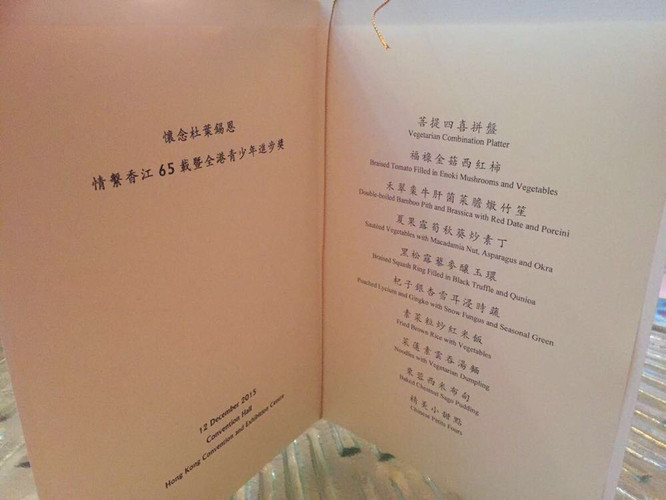 懷念杜葉錫恩
情繫香江 65 載暨全港青少年進步獎
12 December 2015
Convention Hall
Hong Kong Convention and Exhibition Centre
菩提四喜拼盤
Vegetarian Combination Platter
福祿金菇西紅柿
Braised Tomato Filled in Enoki Mushrooms and Vegetables
禾翠棗牛肝菌菜膽燉竹笙
Double-boiled Bamboo Pith and Brassica with Red Date and Porcini
夏果露筍秋葵炒素丁
Sautéed Vegetables with Macadamia Nut, Asparagus and Okra
黑松露藜麥釀玉環
Braised Squash Ring Filled in Black Truffle and Qunioa
杞子銀杏雪耳浸時蔬
Poached Lycium and Gingko with Snow Fungus and Seasonal Green
素菜粒炒紅米飯
Fried Brown Rice with Vegetables
菜薳素雲吞湯麵
Noodles with Vegetarian Dumpling
栗茸西米布甸
Baked Chestnut Sago Pudding
精美小甜點
Chinese Petits Fours